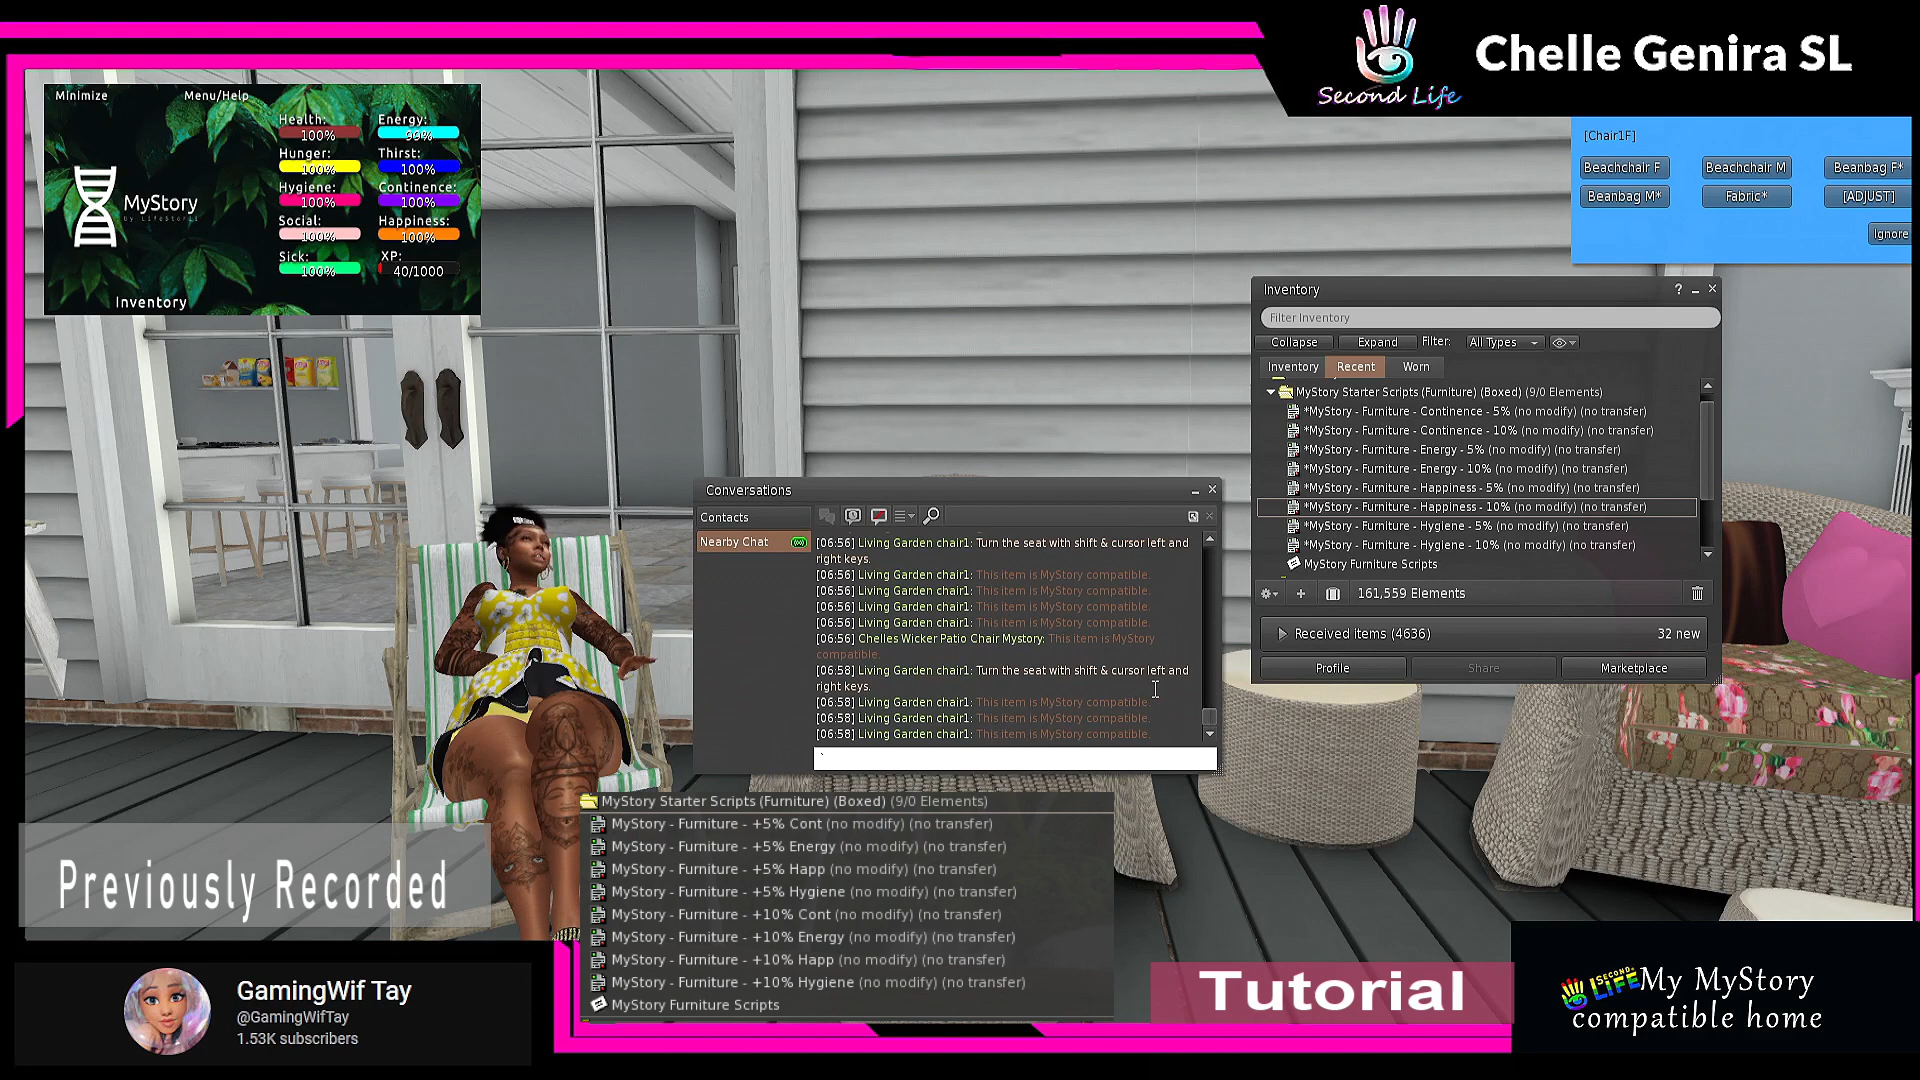 Second Life
Chelle Genira SL
Minimize
Menu/Help
Health:
100%
Energy:
99%
Hunger:
100%
Thirst:
100%
Hygiene:
100%
Continence:
100%
Social:
100%
Happiness:
100%
Sick:
100%
XP:
40/1000
MyStory
Inventory
[Chair1F]
Beachchair F
Beachchair M
Beanbag F*
Beanbag M*
Fabric*
[ADJUST]
Ignore
Inventory
Filter Inventory
Collapse
Expand
Filter:
All Types
Inventory
Recent
Worn
MyStory Starter Scripts (Furniture) (Boxed) (9/0 Elements)
*MyStory - Furniture - Continence - 5% (no modify) (no transfer)
*MyStory - Furniture - Continence - 10% (no modify) (no transfer)
*MyStory - Furniture - Energy - 5% (no modify) (no transfer)
*MyStory - Furniture - Energy - 10% (no modify) (no transfer)
*MyStory - Furniture - Happiness - 5% (no modify) (no transfer)
*MyStory - Furniture - Happiness - 10% (no modify) (no transfer)
*MyStory - Furniture - Hygiene - 5% (no modify) (no transfer)
*MyStory - Furniture - Hygiene - 10% (no modify) (no transfer)
MyStory Furniture Scripts
161,559 Elements
Received items (4636)
32 new
Profile
Share
Marketplace
Conversations
Contacts
Nearby Chat
[06:56] Living Garden chair1: Turn the seat with shift & cursor left and
right keys.
[06:56] Living Garden chair1: This item is MyStory compatible.
[06:56] Living Garden chair1: This item is MyStory compatible.
[06:56] Living Garden chair1: This item is MyStory compatible.
[06:56] Living Garden chair1: This item is MyStory compatible.
[06:56] Chelles Wicker Patio Chair Mystory: This item is MyStory
compatible.
[06:58] Living Garden chair1: Turn the seat with shift & cursor left and
right keys.
[06:58] Living Garden chair1: This item is MyStory compatible.
[06:58] Living Garden chair1: This item is MyStory compatible.
[06:58] Living Garden chair1: This item is MyStory compatible.
MyStory Starter Scripts (Furniture) (Boxed) (9/0 Elements)
MyStory - Furniture - +5% Cont (no modify) (no transfer)
MyStory - Furniture - +5% Energy (no modify) (no transfer)
MyStory - Furniture - +5% Happ (no modify) (no transfer)
MyStory - Furniture - +5% Hygiene (no modify) (no transfer)
MyStory - Furniture - +10% Cont (no modify) (no transfer)
MyStory - Furniture - +10% Energy (no modify) (no transfer)
MyStory - Furniture - +10% Happ (no modify) (no transfer)
MyStory - Furniture - +10% Hygiene (no modify) (no transfer)
MyStory Furniture Scripts
Previously Recorded
GamingWif Tay
@GamingWifTay
1.53K subscribers
Tutorial
SECOND LIFE
My MyStory
compatible home